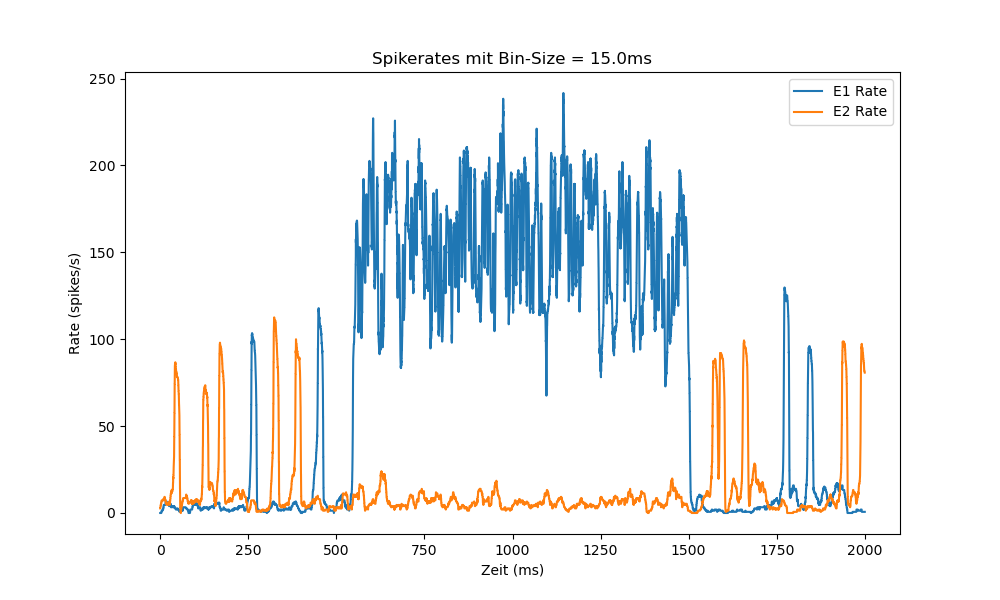 Spikerates mit Bin-Size = 15.0ms
E1 Rate
E2 Rate
Rate (spikes/s)
250
200
150
100
50
0
0 250 500 750 1000 1250 1500 1750 2000
Zeit (ms)